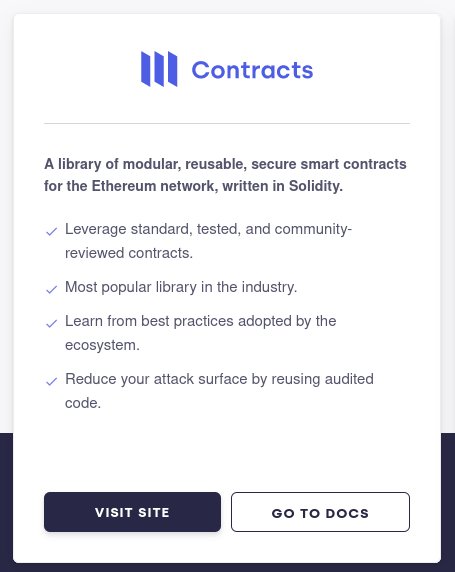 Contracts
A library of modular, reusable, secure smart contracts
for the Ethereum network, written in Solidity.
Leverage standard, tested, and community-
reviewed contracts.
Most popular library in the industry.
Learn from best practices adopted by the
ecosystem.
Reduce your attack surface by reusing audited
code.
VISIT SITE
GO TO DOCS